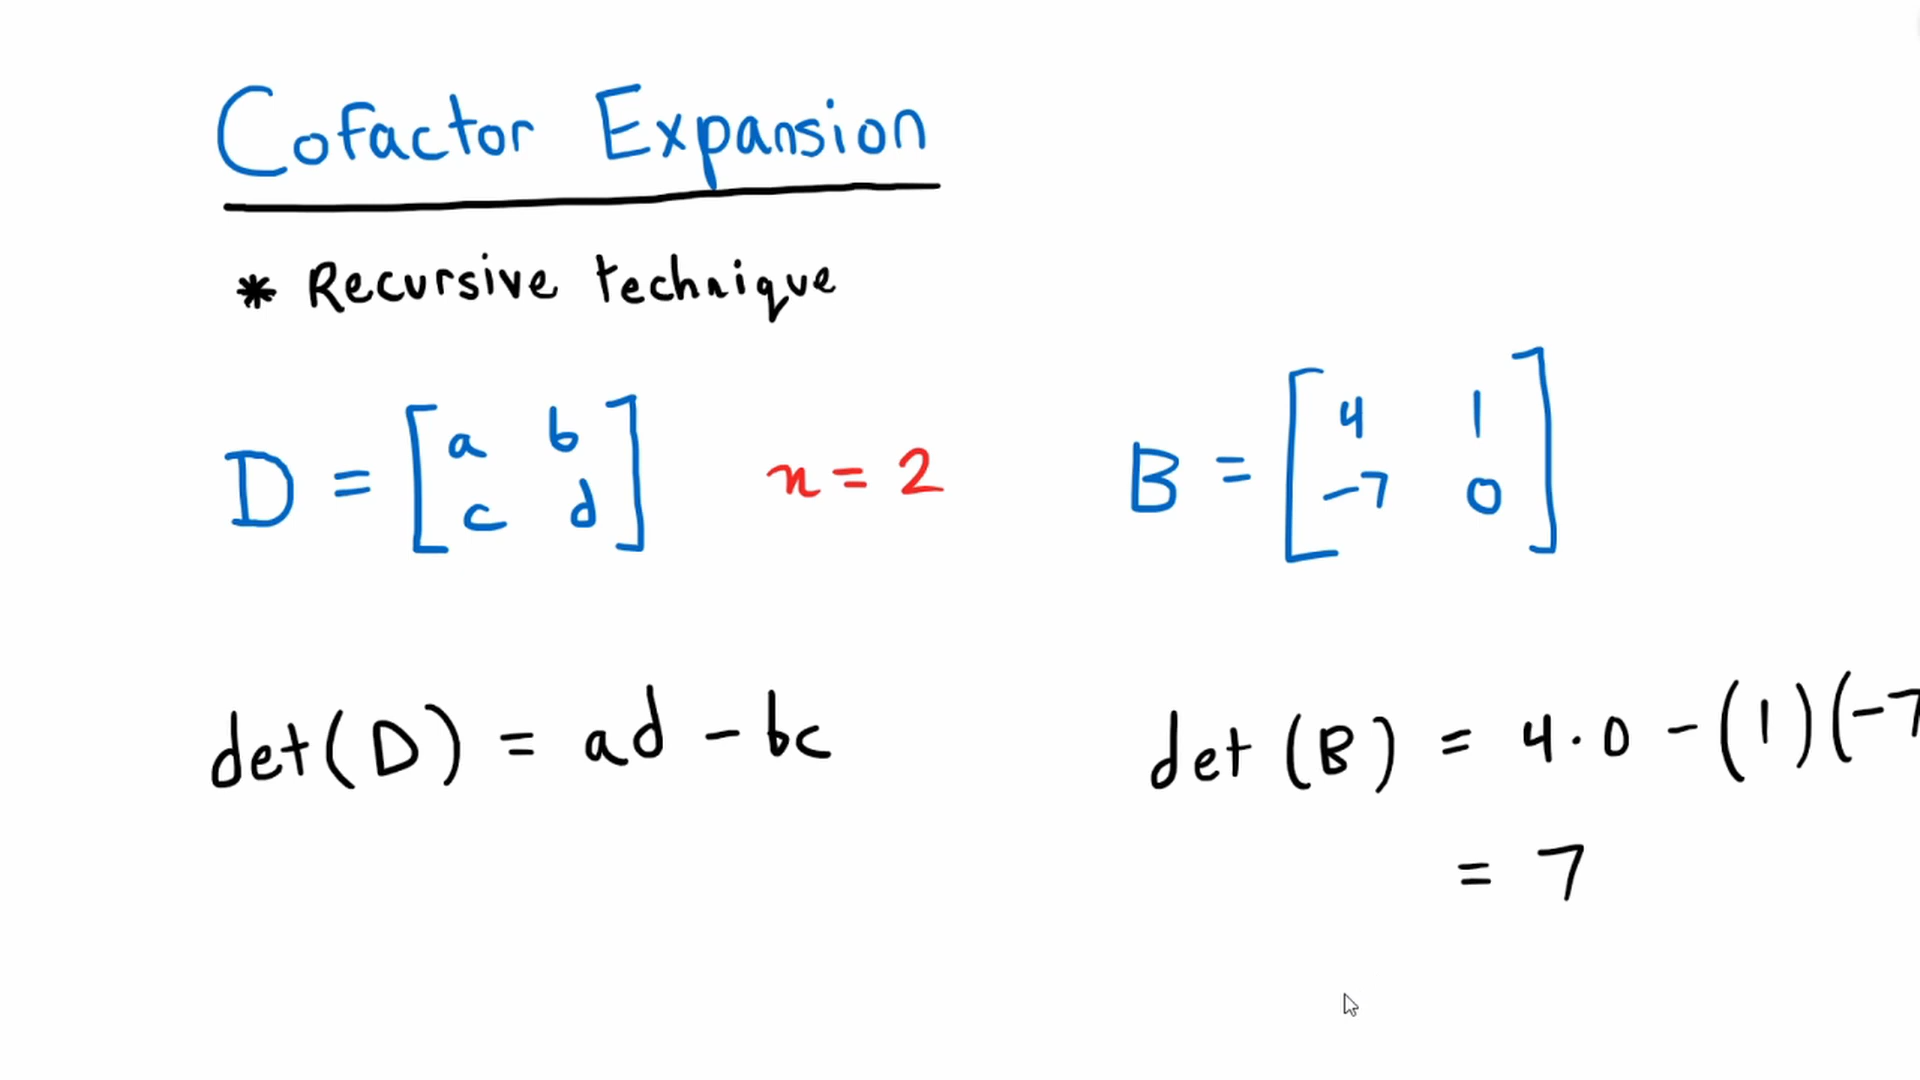 Cofactor Expansion
* Recursive technique
D = [a b
c d]
n = 2
B = [4 1
-7 0]
det(D) = ad - bc
det(B) = 4·0 - (1)(-7
= 7